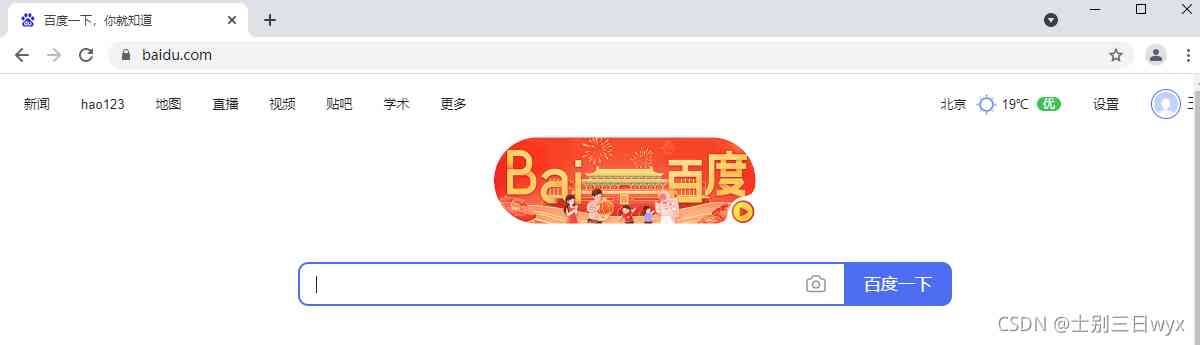 百度一下，你就知道
baidu.com
新闻 hao123 地图 直播 视频 贴吧 学术 更多 北京 19℃ 优 设置 三
Bai 百度
百度一下
CSDN @士别三日wyx